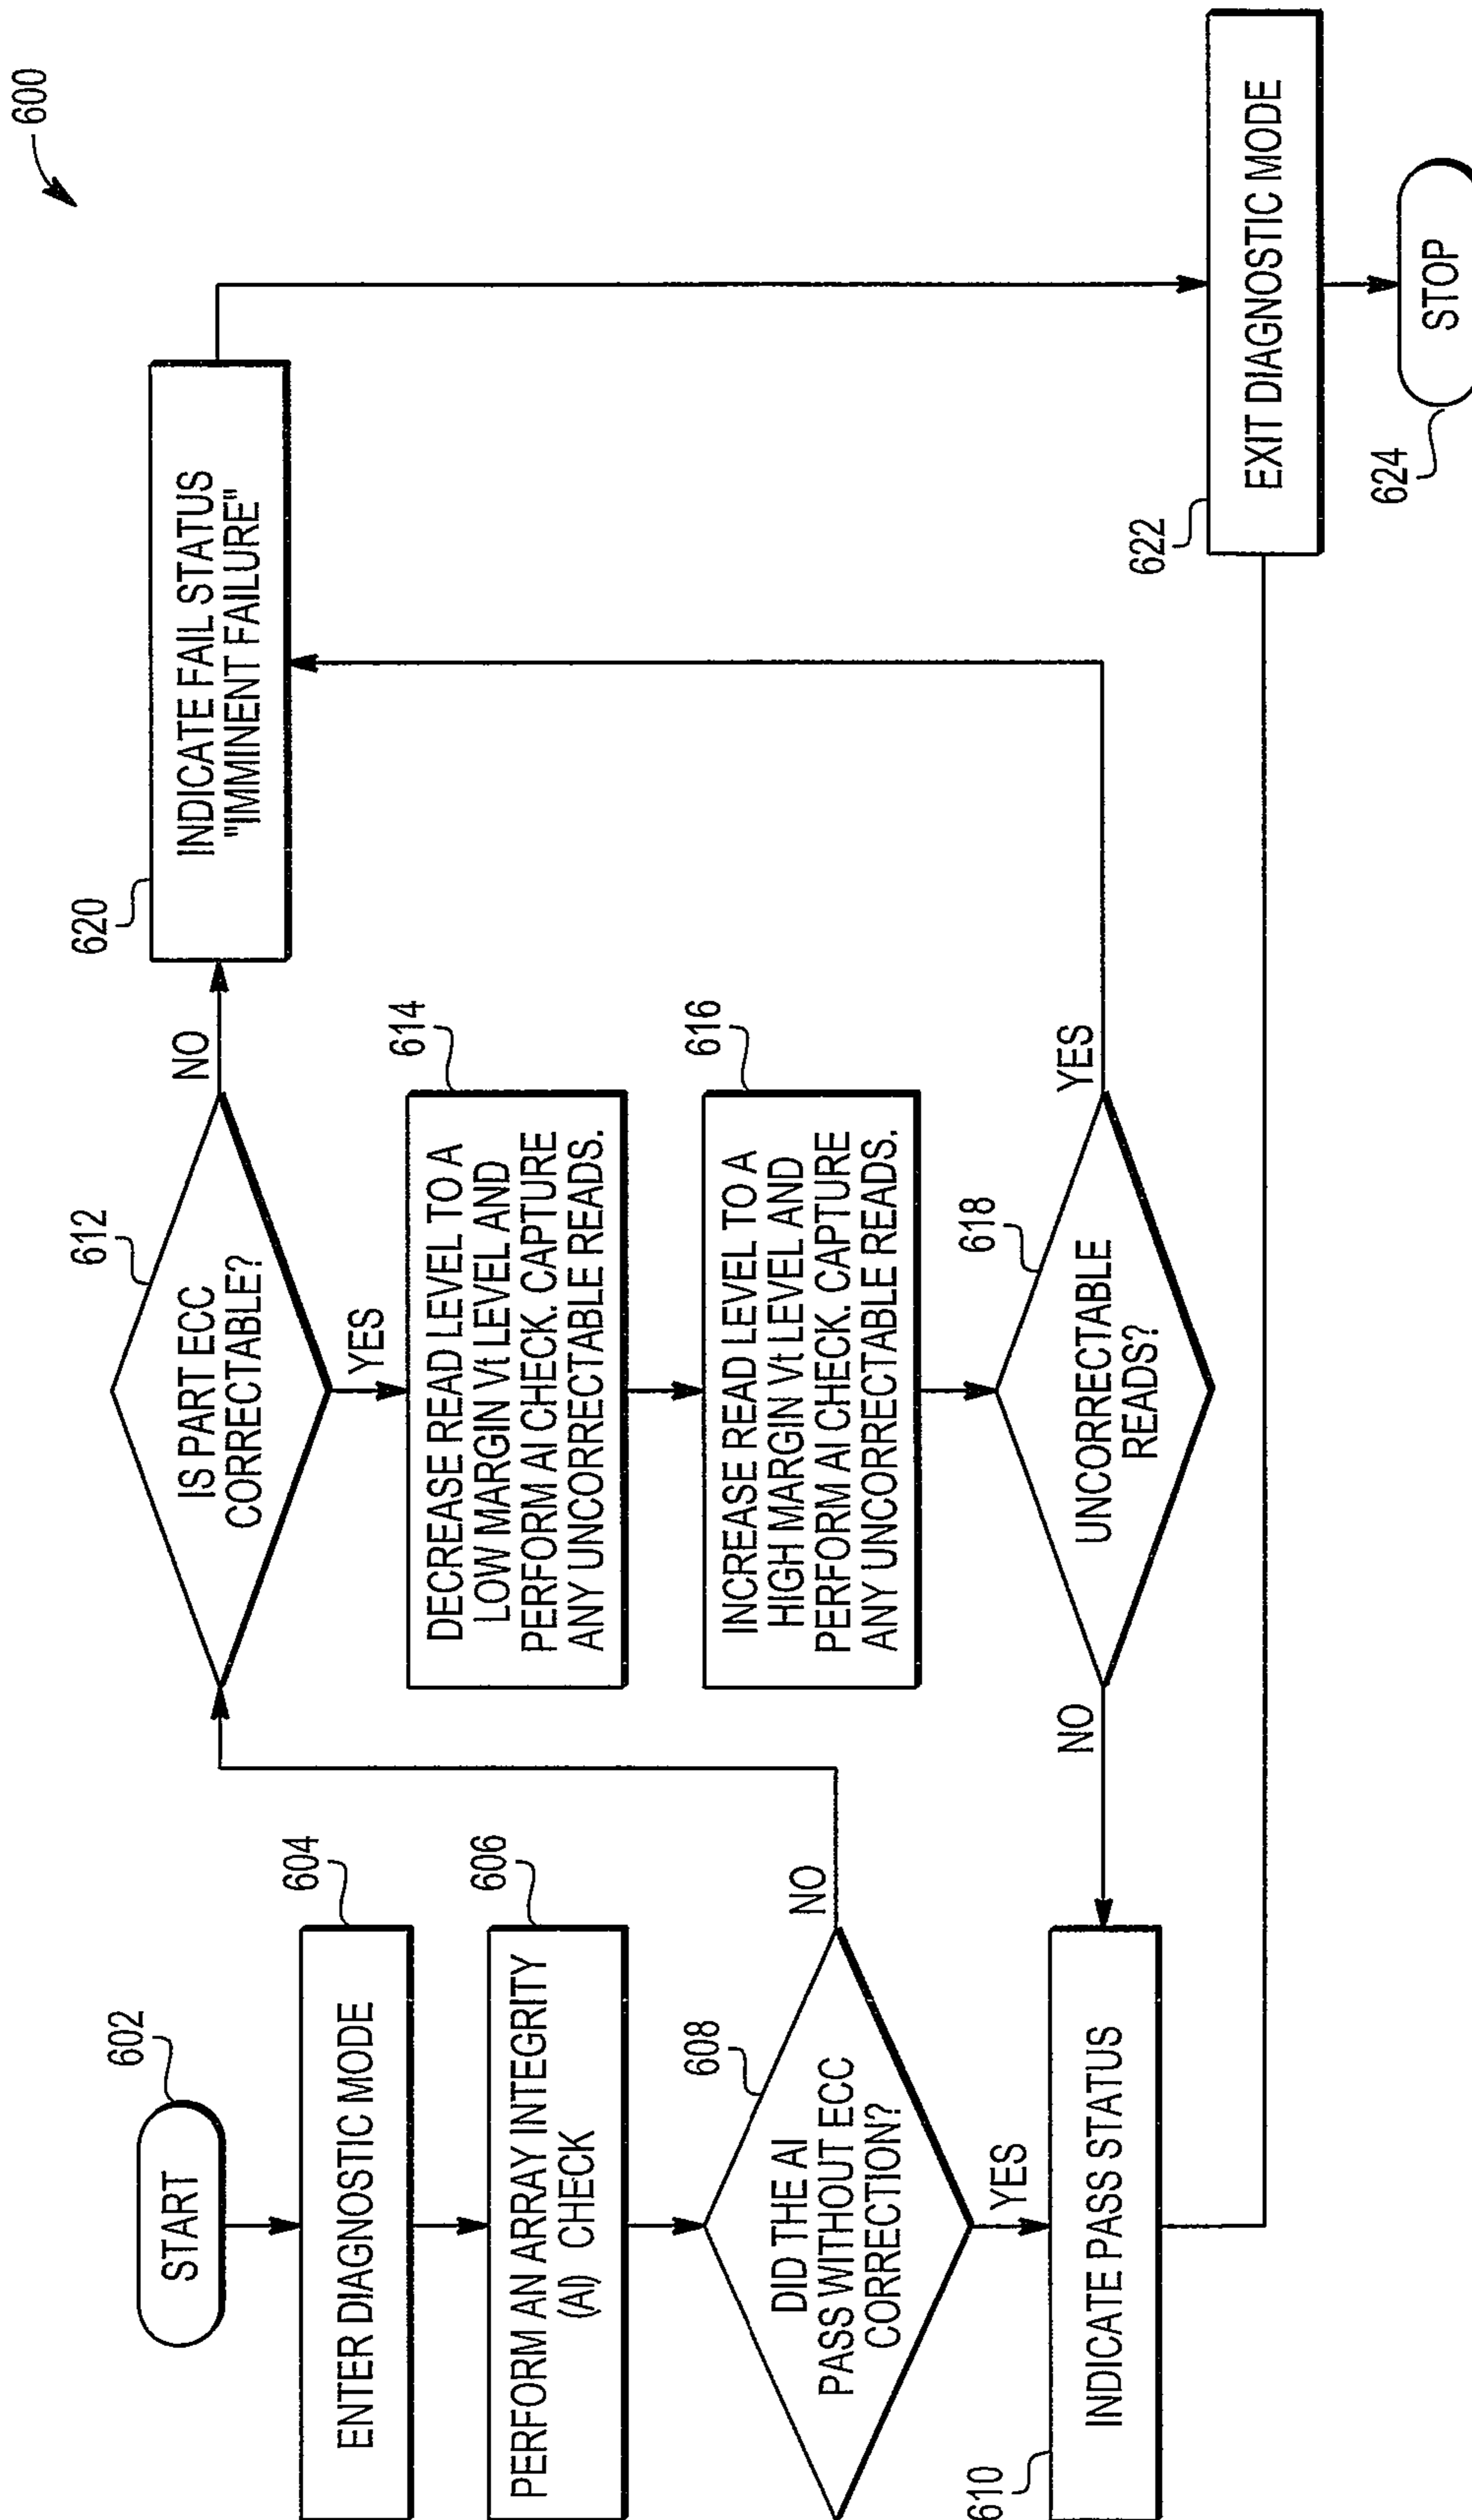 600
START
602
ENTER DIAGNOSTIC MODE
604
PERFORM AN ARRAY INTEGRITY
(AI) CHECK
606
DID THE AI
PASS WITHOUT ECC
CORRECTION?
608
NO
YES
INDICATE PASS STATUS
610
IS PART ECC
CORRECTABLE?
612
NO
YES
DECREASE READ LEVEL TO A
LOW MARGIN Vt LEVEL AND
PERFORM AI CHECK. CAPTURE
ANY UNCORRECTABLE READS.
614
INCREASE READ LEVEL TO A
HIGH MARGIN Vt LEVEL AND
PERFORM AI CHECK. CAPTURE
ANY UNCORRECTABLE READS.
616
UNCORRECTABLE
READS?
618
NO
YES
INDICATE FAIL STATUS
"IMMINENT FAILURE"
620
EXIT DIAGNOSTIC MODE
622
STOP
624